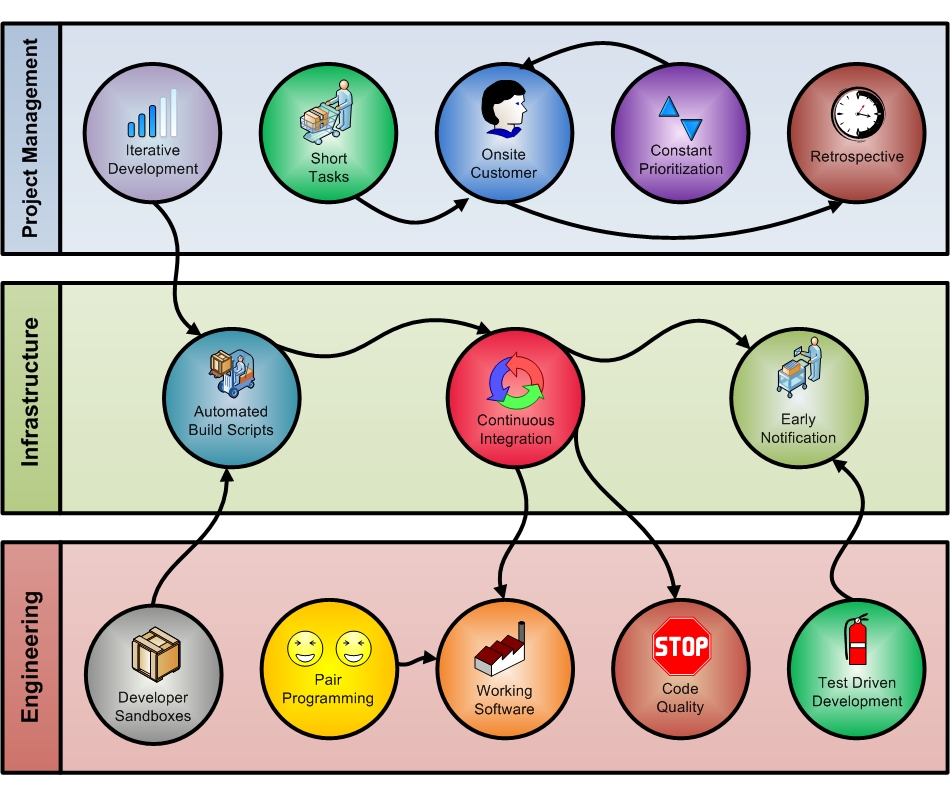 Project Management
Iterative
Development
Short
Tasks
Onsite
Customer
Constant
Prioritization
Retrospective
Infrastructure
Automated
Build Scripts
Continuous
Integration
Early
Notification
Engineering
Developer
Sandboxes
Pair
Programming
Working
Software
STOP
Code
Quality
Test Driven
Development